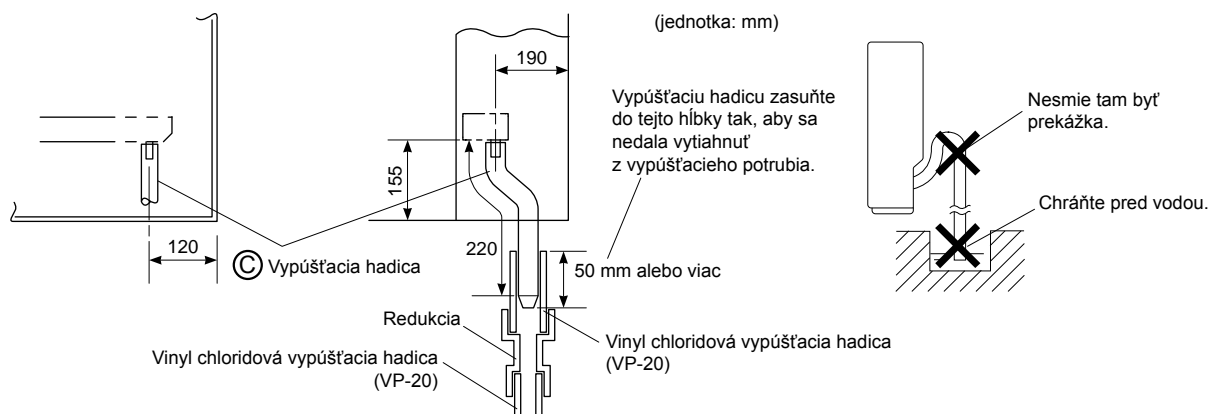 (jednotka: mm)
190
155
220
120
Ⓒ Vypúšťacia hadica
Vypúšťaciu hadicu zasuňte
do tejto hĺbky tak, aby sa
nedala vytiahnuť
z vypúšťacieho potrubia.
50 mm alebo viac
Redukcia
Vinyl chloridová vypúšťacia hadica
(VP-20)
Vinyl chloridová vypúšťacia hadica
(VP-20)
Nesmie tam byť
prekážka.
Chráňte pred vodou.